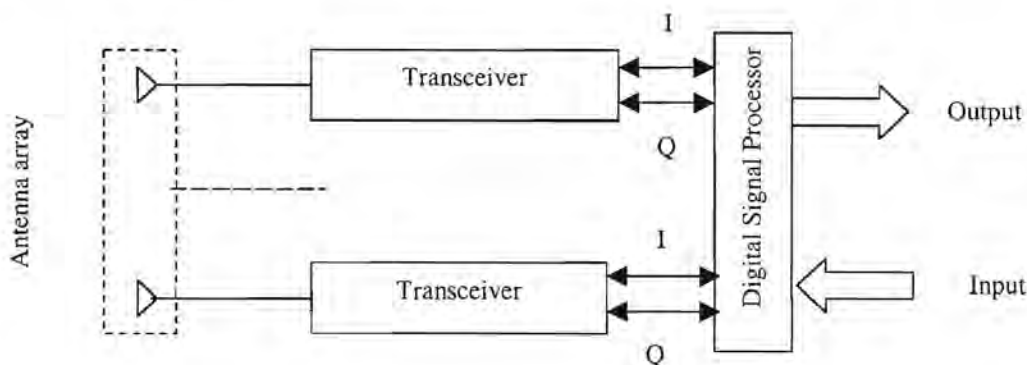 I
Transceiver
Q
Output
Antenna array
Digital Signal Processor
I
Transceiver
Q
Input